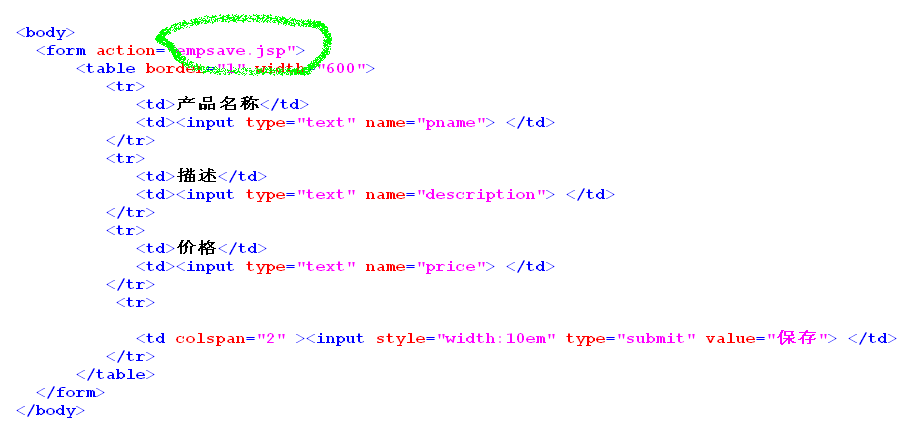 <body>
<form action="empsave.jsp">
<table border="1" width="600">
<tr>
<td>产品名称</td>
<td><input type="text" name="pname"> </td>
</tr>
<tr>
<td>描述</td>
<td><input type="text" name="description"> </td>
</tr>
<tr>
<td>价格</td>
<td><input type="text" name="price"> </td>
</tr>
<tr>
<td colspan="2" ><input style="width:10em" type="submit" value="保存"> </td>
</tr>
</table>
</form>
</body>